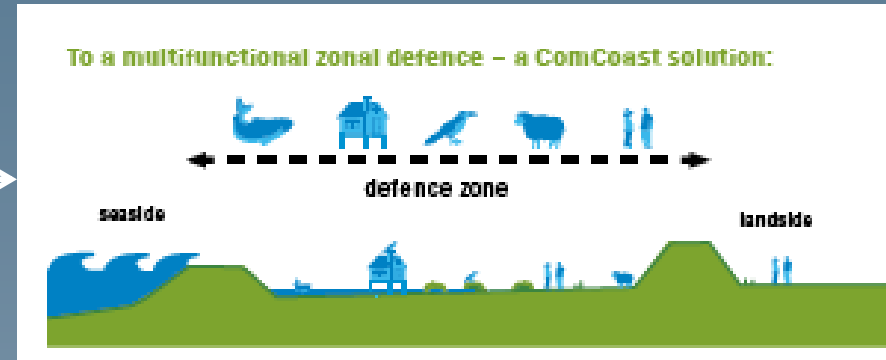 To a multifunctional zonal defence – a ComCoast solution:
defence zone
seaside
landside